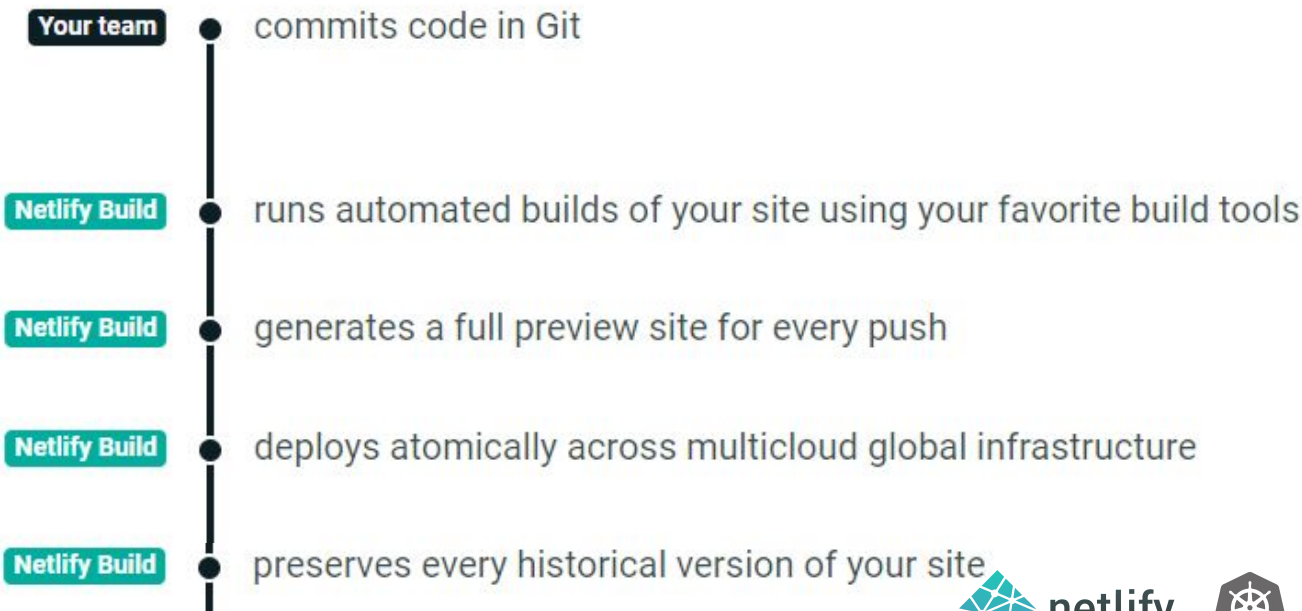 Your team commits code in Git
Netlify Build runs automated builds of your site using your favorite build tools
Netlify Build generates a full preview site for every push
Netlify Build deploys atomically across multicloud global infrastructure
Netlify Build preserves every historical version of your site
netlify